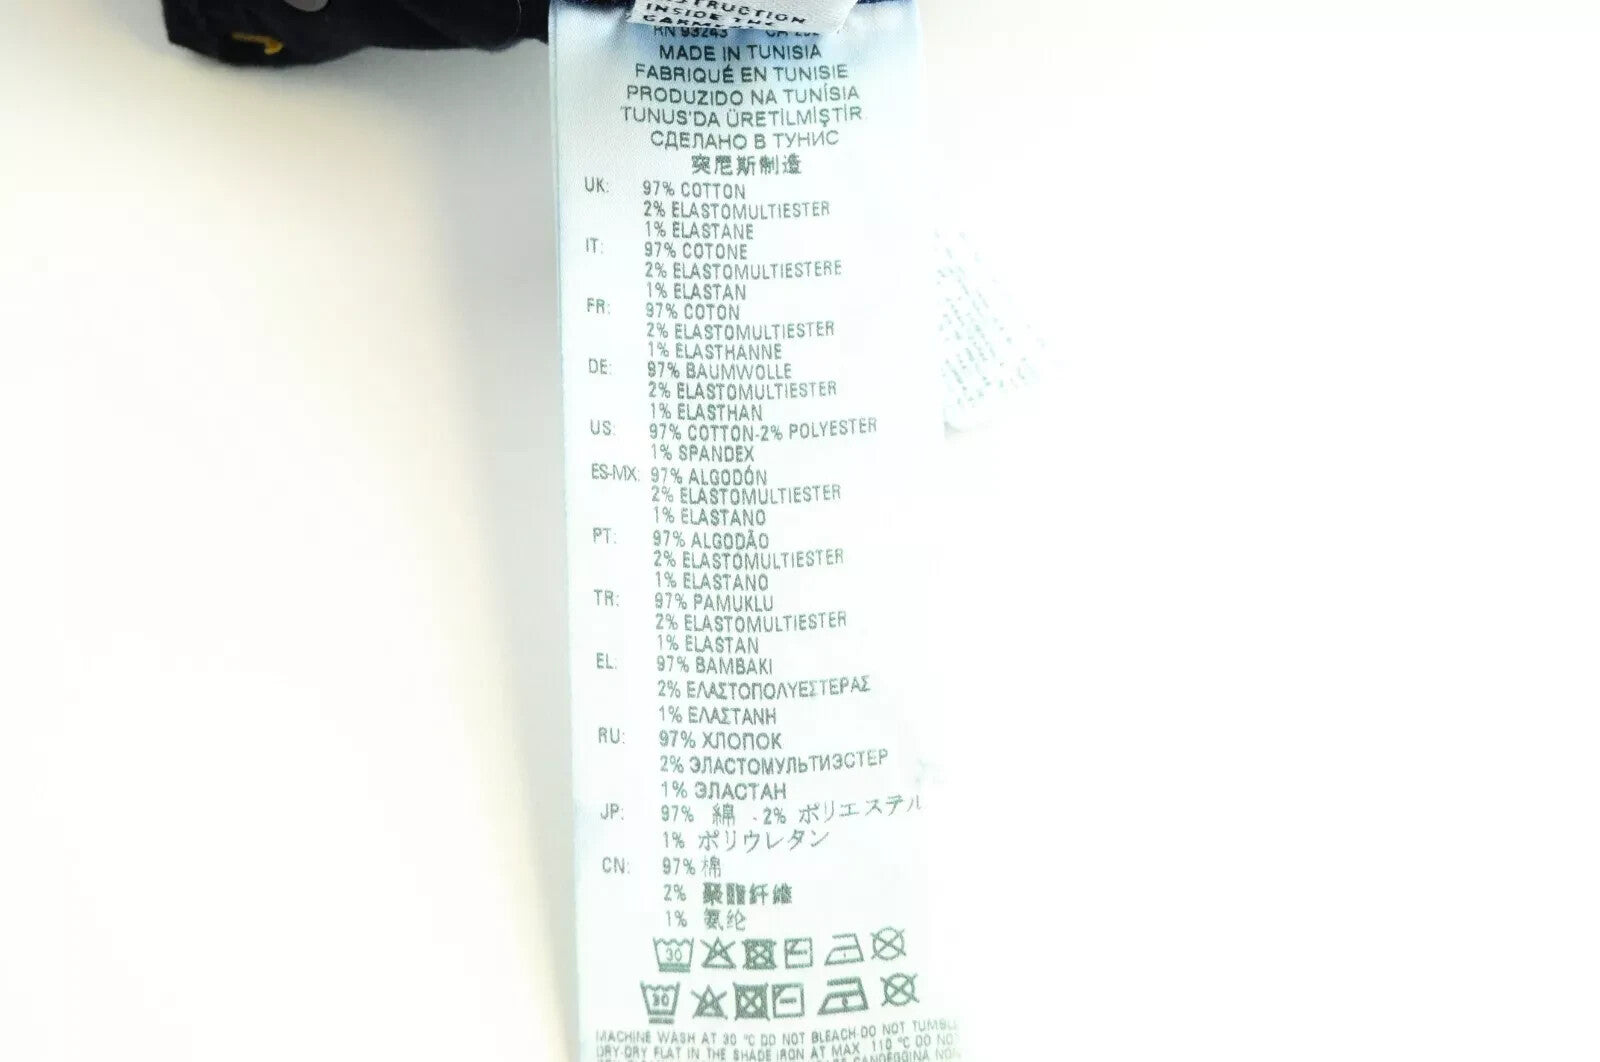 INSIDE THE
RN 93243
MADE IN TUNISIA
FABRIQUÉ EN TUNISIE
PRODUZIDO NA TUNÍSIA
TUNUS'DA ÜRETİLMİŞTİR
СДЕЛАНО В ТУНИС
突尼斯制造
UK: 97% COTTON
2% ELASTOMULTIESTER
1% ELASTANE
IT: 97% COTONE
2% ELASTOMULTIESTERE
1% ELASTAN
FR: 97% COTON
2% ELASTOMULTIESTER
1% ELASTHANNE
DE: 97% BAUMWOLLE
2% ELASTOMULTIESTER
1% ELASTHAN
US: 97% COTTON-2% POLYESTER
1% SPANDEX
ES-MX: 97% ALGODÓN
2% ELASTOMULTIESTER
1% ELASTANO
PT: 97% ALGODÃO
2% ELASTOMULTIESTER
1% ELASTANO
TR: 97% PAMUKLU
2% ELASTOMULTIESTER
1% ELASTAN
EL: 97% BAMBAKI
2% ΕΛΑΣΤΟΠΟΛΥΕΣΤΕΡΑΣ
1% ΕΛΑΣΤΑΝΗ
RU: 97% ХЛОПОК
2% ЭЛАСТОМУЛЬТИЭСТЕР
1% ЭЛАСТАН
JP: 97% 綿 -2% ポリエステル
1% ポリウレタン
CN: 97% 棉
2% 聚酯纤维
1% 氨纶
30
30
MACHINE WASH AT 30 °C DO NOT BLEACH-DO NOT TUMBLE
DRY-DRY FLAT IN THE SHADE IRON AT MAX. 110 °C DO NOT